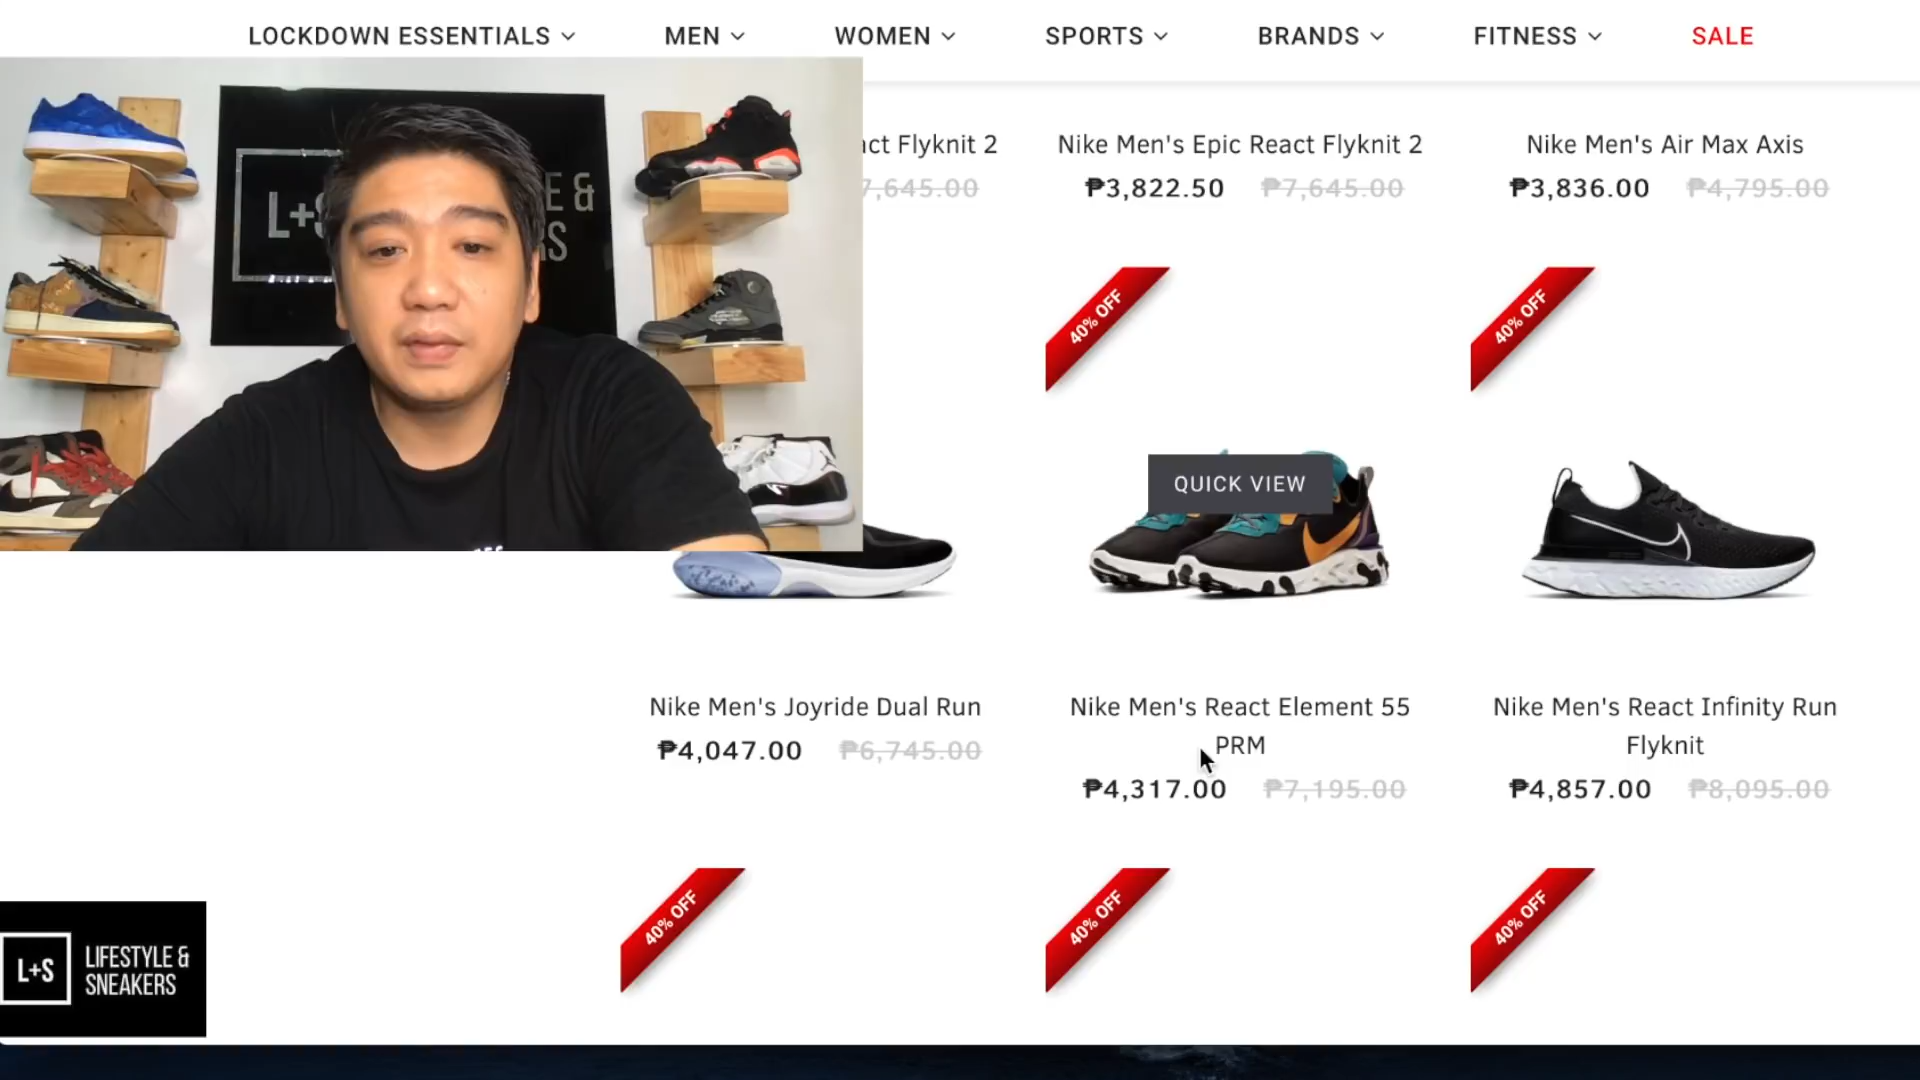 LOCKDOWN ESSENTIALS MEN WOMEN SPORTS BRANDS FITNESS SALE
Flyknit 2
7,645.00
Nike Men's Epic React Flyknit 2
₱3,822.50 ₱7,645.00
Nike Men's Air Max Axis
₱3,836.00 ₱4,795.00
L+S
40% OFF
40% OFF
QUICK VIEW
Nike Men's Joyride Dual Run
₱4,047.00 ₱6,745.00
Nike Men's React Element 55
PRM
₱4,317.00 ₱7,195.00
Nike Men's React Infinity Run
Flyknit
₱4,857.00 ₱8,095.00
40% OFF
40% OFF
40% OFF
L+S
LIFESTYLE &
SNEAKERS